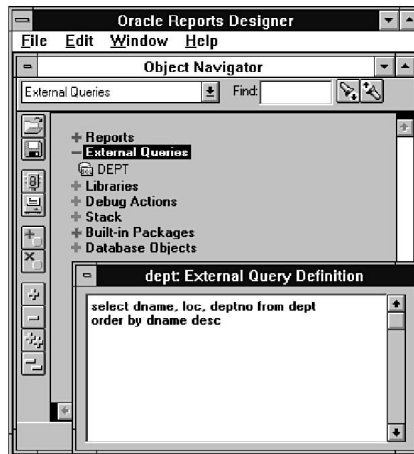 Oracle Reports Designer
File Edit Window Help
Object Navigator
External Queries Find:
+ Reports
− External Queries
DEPT
+ Libraries
+ Debug Actions
+ Stack
+ Built-in Packages
+ Database Objects
dept: External Query Definition
select dname, loc, deptno from dept
order by dname desc